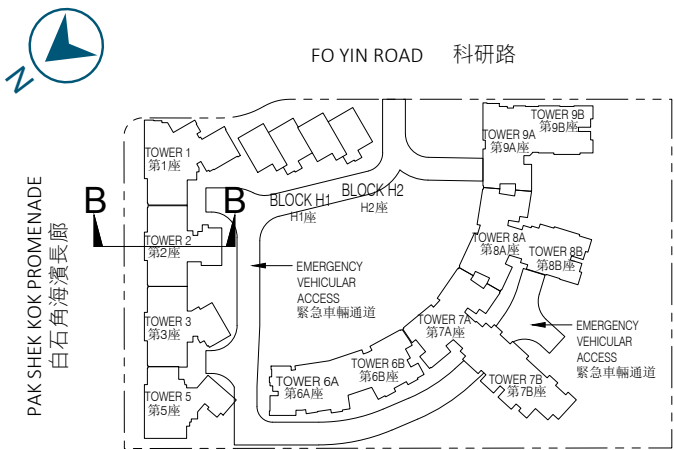 N
FO YIN ROAD 科研路
PAK SHEK KOK PROMENADE
白石角海濱長廊
TOWER 1
第1座
BLOCK H1
H1座
BLOCK H2
H2座
TOWER 9A
第9A座
TOWER 9B
第9B座
B B
TOWER 2
第2座
EMERGENCY
VEHICULAR
ACCESS
緊急車輛通道
TOWER 8A
第8A座
TOWER 8B
第8B座
TOWER 3
第3座
TOWER 7A
第7A座
EMERGENCY
VEHICULAR
ACCESS
緊急車輛通道
TOWER 5
第5座
TOWER 6A
第6A座
TOWER 6B
第6B座
TOWER 7B
第7B座